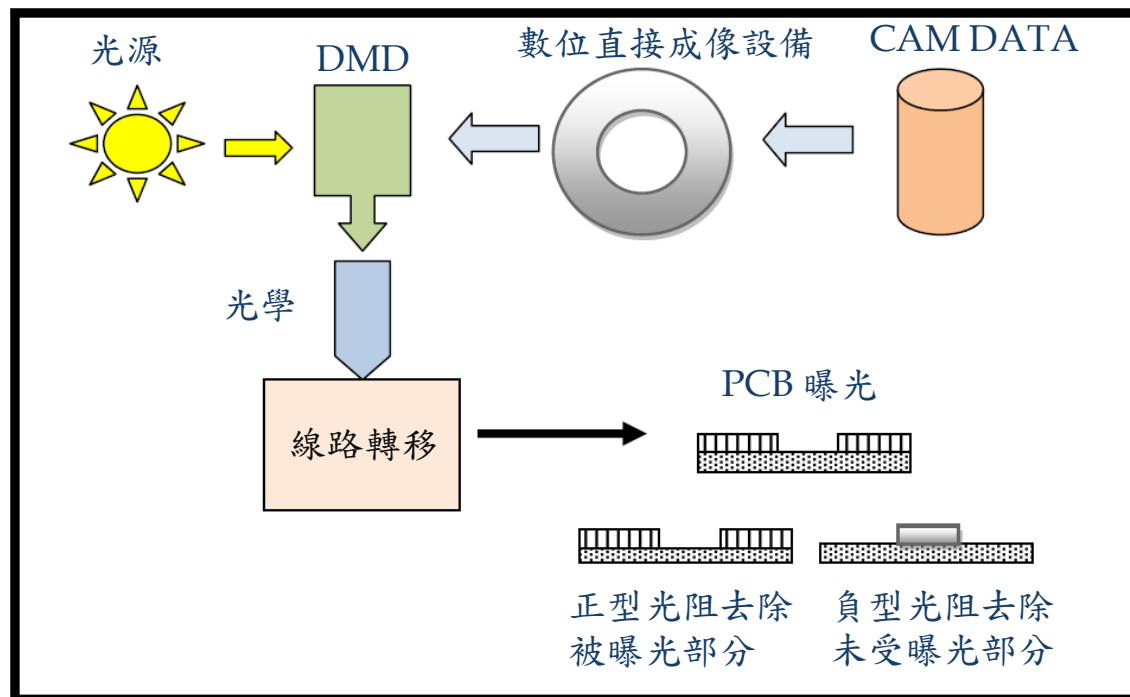 光源
DMD
數位直接成像設備
CAM DATA
光學
線路轉移
PCB 曝光
正型光阻去除
被曝光部分
負型光阻去除
未受曝光部分